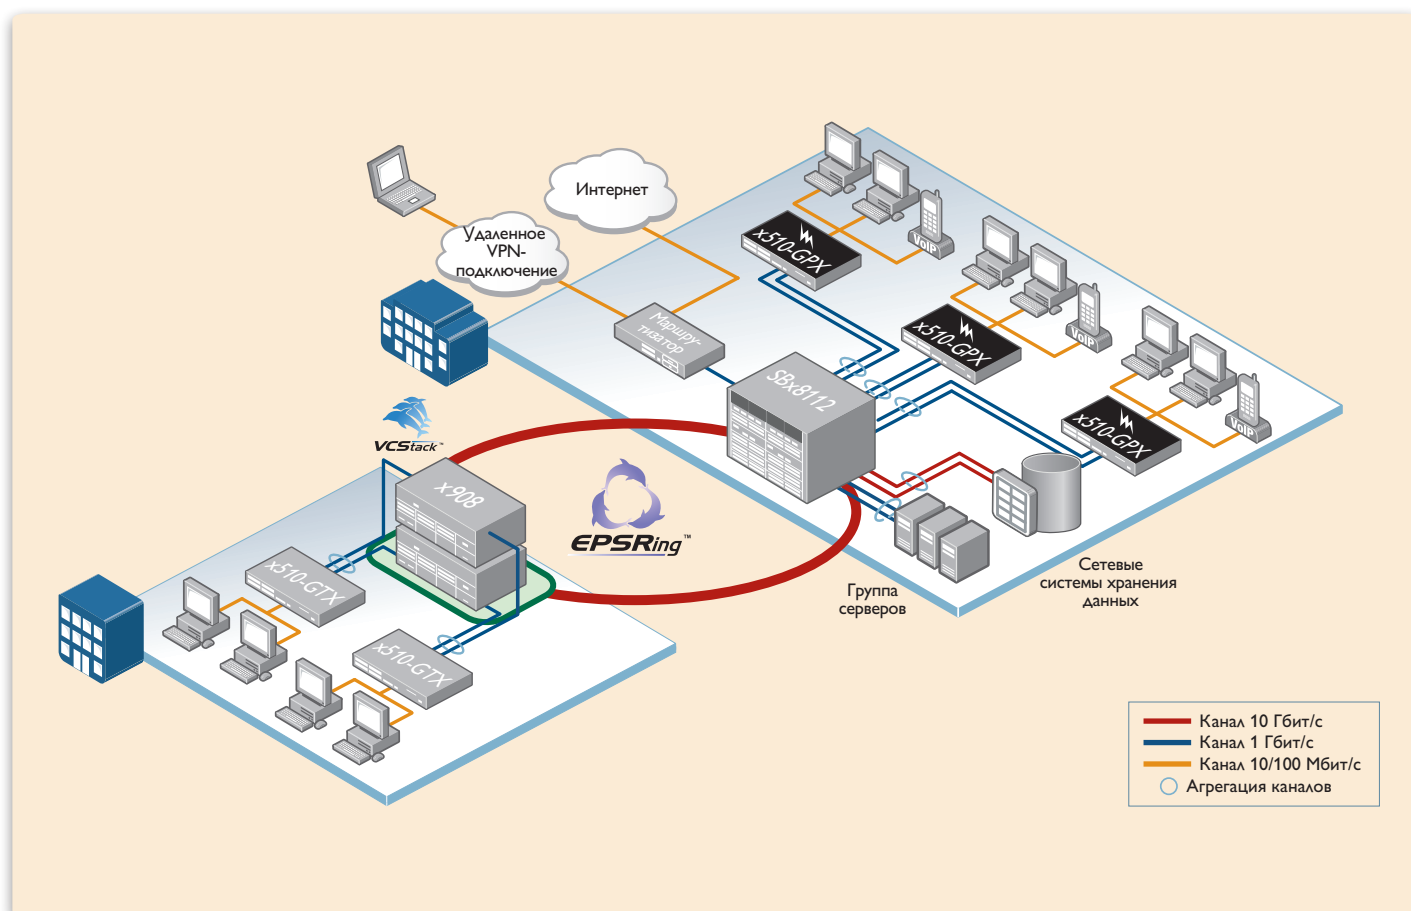 Интернет
Удаленное
VPN-
подключение
Маршру-
тизатор
x510-GPX
VoIP
x510-GPX
VoIP
x510-GPX
VoIP
SBx8112
VCStack™
x908
EPSRing™
x510-GTX
x510-GTX
Группа
серверов
Сетевые
системы хранения
данных
Канал 10 Гбит/с
Канал 1 Гбит/с
Канал 10/100 Мбит/с
Агрегация каналов